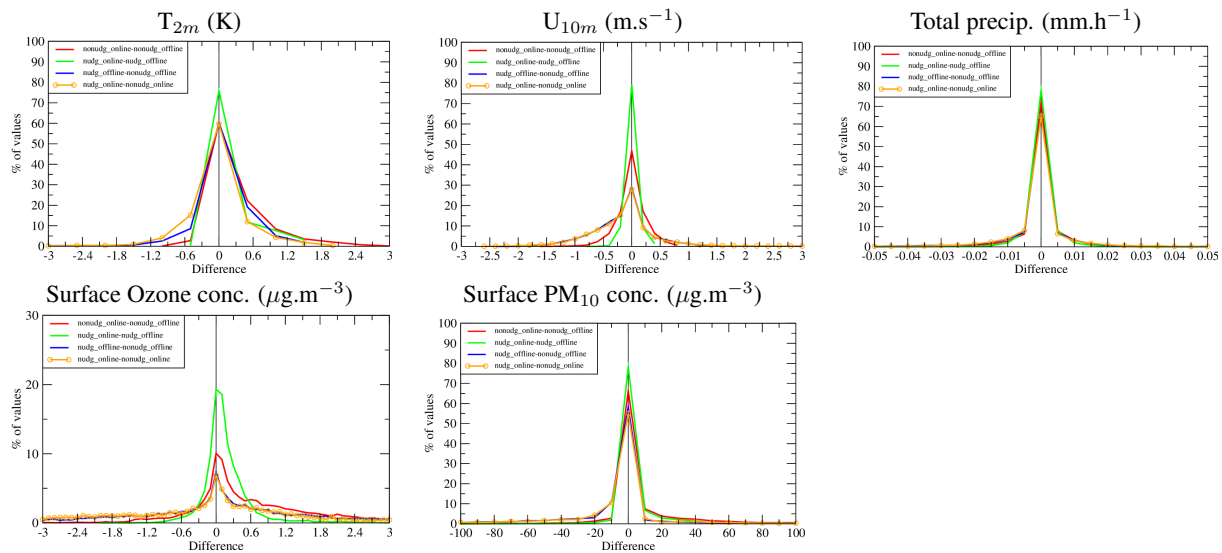 T2m (K)
100
90
80
70
60
50
40
30
20
10
0
% of values
nonudg_online-nonudg_offline
nudg_online-nudg_offline
nudg_offline-nonudg_offline
nudg_online-nonudg_online
-3 -2.4 -1.8 -1.2 -0.6 0 0.6 1.2 1.8 2.4 3
Difference
U10m (m.s−1)
100
90
80
70
60
50
40
30
20
10
0
% of values
nonudg_online-nonudg_offline
nudg_online-nudg_offline
nudg_offline-nonudg_offline
nudg_online-nonudg_online
-3 -2.5 -2 -1.5 -1 -0.5 0 0.5 1 1.5 2 2.5 3
Difference
Total precip. (mm.h−1)
100
90
80
70
60
50
40
30
20
10
0
% of values
nonudg_online-nonudg_offline
nudg_online-nudg_offline
nudg_offline-nonudg_offline
nudg_online-nonudg_online
-0.05 -0.04 -0.03 -0.02 -0.01 0 0.01 0.02 0.03 0.04 0.05
Difference
Surface Ozone conc. (μg.m−3)
30
20
10
0
% of values
nonudg_online-nonudg_offline
nudg_online-nudg_offline
nudg_offline-nonudg_offline
nudg_online-nonudg_online
-3 -2.4 -1.8 -1.2 -0.6 0 0.6 1.2 1.8 2.4 3
Difference
Surface PM10 conc. (μg.m−3)
100
90
80
70
60
50
40
30
20
10
0
% of values
nonudg_online-nonudg_offline
nudg_online-nudg_offline
nudg_offline-nonudg_offline
nudg_online-nonudg_online
-100 -80 -60 -40 -20 0 20 40 60 80 100
Difference